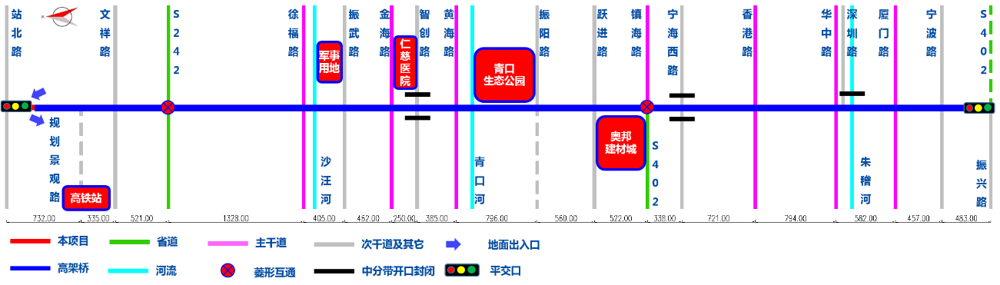 站北路
文祥路
S242
徐福路
振武路
金海路
智创路
黄海路
振阳路
跃进路
镇海路
宁海西路
香港路
华中路
深圳路
厦门路
宁波路
S402
军事
用地
仁慈医院
青口
生态公园
规划景观路
高铁站
沙汪河
青口河
奥邦
建材城
S402
朱稽河
振兴路
732.00 335.00 521.00 1328.00 405.00 462.00 250.00 385.00 796.00 560.00 522.00 338.00 721.00 794.00 582.00 457.00 483.00
本项目 省道 主干道 次干道及其它 地面出入口
高架桥 河流 菱形互通 中分带开口封闭 平交口